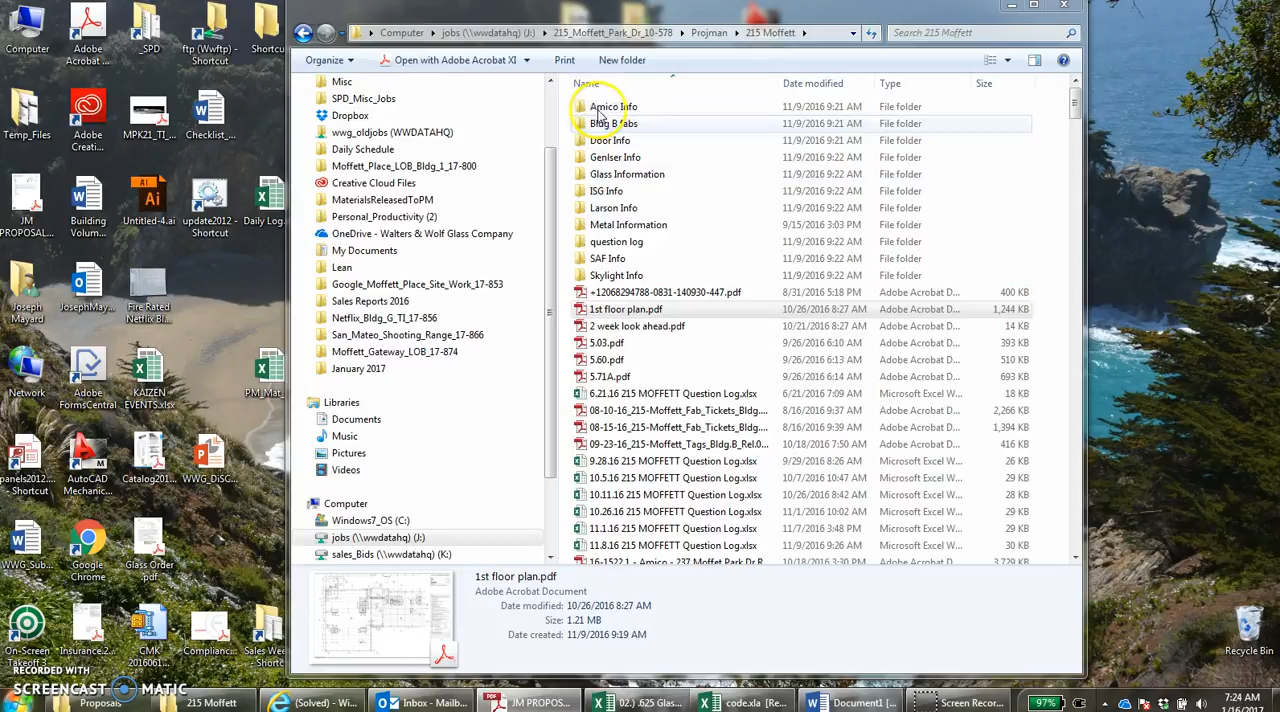 Computer
Adobe Acrobat ...
_SPD
ftp (Wftp) - Shortcut
Shortcu
Temp_Files
Adobe Creati...
MPK21_TI_...
Checklist_...
JM PROPOSAL...
Building Volum...
Untitled-4.ai
update2012 - Shortcut
Daily Log
Joseph Mayard
JosephMay...
Fire Rated Netflix Bl...
Network
Adobe FormsCentral
KAIZEN EVENTS.xlsx
PM_Mat_
panels2012... - Shortcut
AutoCAD Mechanic...
Catalog201...
WWG_DiSC...
WWG_Sub...
Google Chrome
Glass Order .pdf
On-Screen Takeoff 3
Insurance.2...
CMK 2016061...
Complianc...
Sales Wee - Shortc
RECORDED WITH
SCREENCAST MATIC
Computer jobs (\\wwdatahq) (J:) 215_Moffett_Park_Dr_10-578 Projman 215 Moffett
Search 215 Moffett
Organize Open with Adobe Acrobat XI Print New folder
Misc
SPD_Misc_Jobs
Dropbox
wwg_oldjobs (WWDATAHQ)
Daily Schedule
Moffett_Place_LOB_Bldg_1_17-800
Creative Cloud Files
MaterialsReleasedToPM
Personal_Productivity (2)
OneDrive - Walters & Wolf Glass Company
My Documents
Lean
Google_Moffett_Place_Site_Work_17-853
Sales Reports 2016
Netflix_Bldg_G_TI_17-856
San_Mateo_Shooting_Range_17-866
Moffett_Gateway_LOB_17-874
January 2017
Libraries
Documents
Music
Pictures
Videos
Computer
Windows7_OS (C:)
jobs (\\wwdatahq) (J:)
sales_Bids (\\wwdatahq) (K:)
Name Date modified Type Size
Amico Info 11/9/2016 9:21 AM File folder
Bldg B fabs 11/9/2016 9:21 AM File folder
Door Info 11/9/2016 9:21 AM File folder
Genlser Info 11/9/2016 9:22 AM File folder
Glass Information 11/9/2016 9:22 AM File folder
ISG Info 11/9/2016 9:22 AM File folder
Larson Info 11/9/2016 9:22 AM File folder
Metal Information 9/15/2016 3:03 PM File folder
question log 11/9/2016 9:22 AM File folder
SAF Info 11/9/2016 9:22 AM File folder
Skylight Info 11/9/2016 9:22 AM File folder
+12068294788-0831-140930-447.pdf 8/31/2016 5:18 PM Adobe Acrobat D... 400 KB
1st floor plan.pdf 10/26/2016 8:27 AM Adobe Acrobat D... 1,244 KB
2 week look ahead.pdf 10/21/2016 8:27 AM Adobe Acrobat D... 14 KB
5.03.pdf 9/26/2016 6:10 AM Adobe Acrobat D... 393 KB
5.60.pdf 9/26/2016 6:13 AM Adobe Acrobat D... 510 KB
5.71A.pdf 9/26/2016 6:14 AM Adobe Acrobat D... 693 KB
6.21.16 215 MOFFETT Question Log.xlsx 6/21/2016 7:09 AM Microsoft Excel W... 18 KB
08-10-16_215-Moffett_Fab_Tickets_Bldg.... 8/16/2016 9:37 AM Adobe Acrobat D... 2,266 KB
08-15-16_215-Moffett_Fab_Tickets_Bldg.... 8/16/2016 9:39 AM Adobe Acrobat D... 1,394 KB
09-23-16_215-Moffett_Tags_Bldg.B_Rel.0... 10/18/2016 7:50 AM Adobe Acrobat D... 416 KB
9.28.16 215 MOFFETT Question Log.xlsx 9/29/2016 8:26 AM Microsoft Excel W... 29 KB
10.5.16 215 MOFFETT Question Log.xlsx 10/7/2016 10:47 AM Microsoft Excel W... 29 KB
10.11.16 215 MOFFETT Question Log.xlsx 10/26/2016 8:42 AM Microsoft Excel W... 28 KB
10.26.16 215 MOFFETT Question Log.xlsx 11/1/2016 10:02 AM Microsoft Excel W... 29 KB
11.1.16 215 MOFFETT Question Log.xlsx 11/7/2016 3:48 PM Microsoft Excel W... 29 KB
11.8.16 215 MOFFETT Question Log.xlsx 11/9/2016 9:26 AM Microsoft Excel W... 30 KB
16-1522.1 - Amico - 237 Moffet Park Dr R... 10/18/2016 3:30 PM Adobe Acrobat D... 3,729 KB
1st floor plan.pdf
Adobe Acrobat Document
Date modified: 10/26/2016 8:27 AM
Size: 1.21 MB
Date created: 11/9/2016 9:19 AM
Recycle Bin
Proposals
215 Moffett
(Solved) - Int...
Inbox - Mailb...
JM PROPOS...
02.) .625 Glas...
code.xla [Re...
Document1 [...
Screen Recor...
97%
7:24 AM
1/16/2017